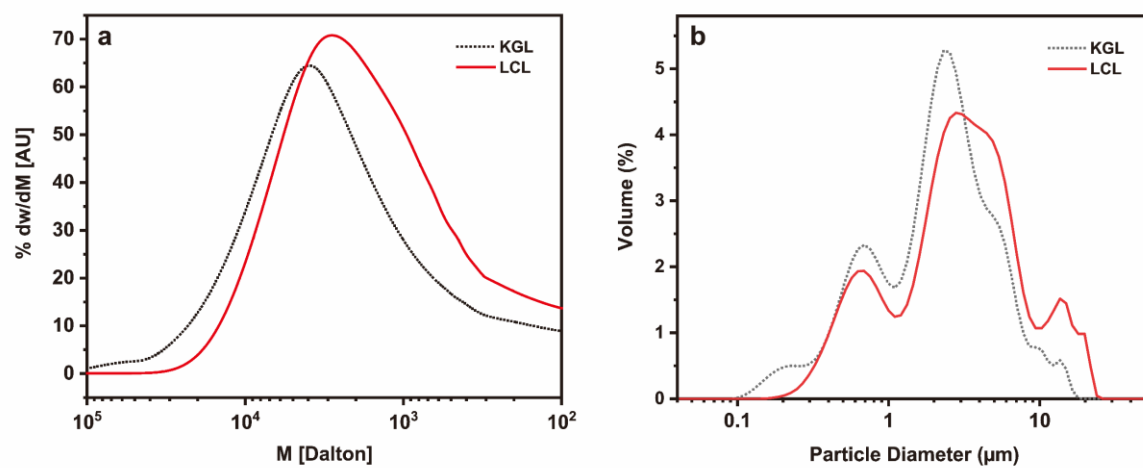 a
KGL
LCL
70
60
50
40
30
20
10
0
% dw/dM [AU]
10⁵
10⁴
10³
10²
M [Dalton]
b
KGL
LCL
5
4
3
2
1
0
Volume (%)
0.1
1
10
Particle Diameter (µm)